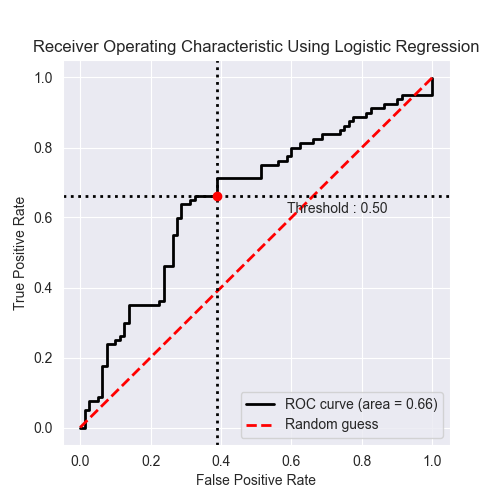 Receiver Operating Characteristic Using Logistic Regression
1.0
0.8
0.6
0.4
0.2
0.0
True Positive Rate
Threshold : 0.50
ROC curve (area = 0.66)
Random guess
0.0 0.2 0.4 0.6 0.8 1.0
False Positive Rate